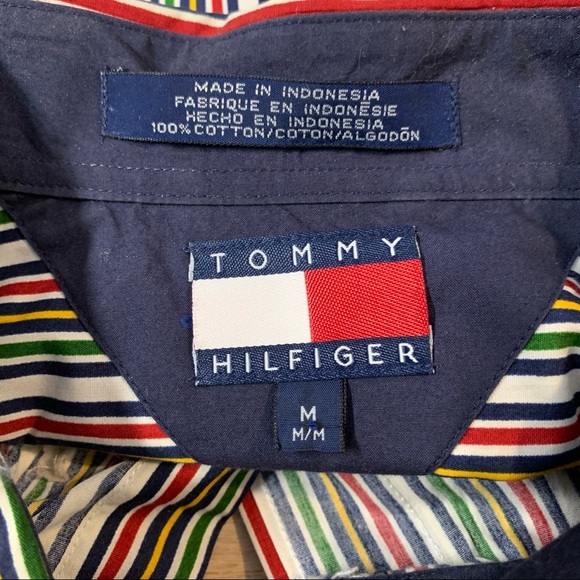 MADE IN INDONESIA
FABRIQUE EN INDONÉSIE
HECHO EN INDONESIA
100% COTTON/COTON/ALGODÓN
TOMMY
HILFIGER
M
M/M